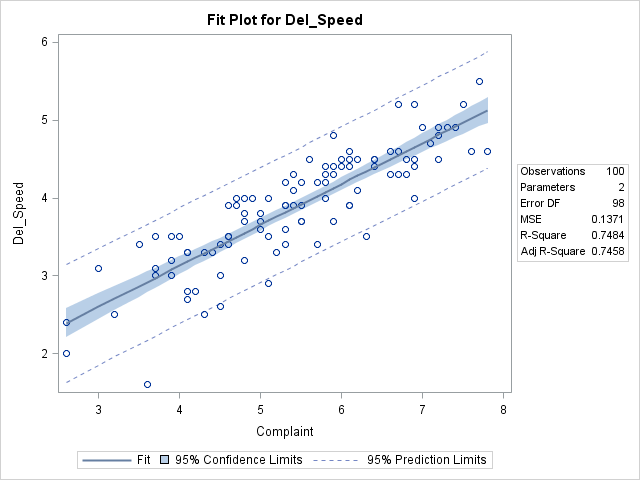 Fit Plot for Del_Speed
6
5
4
3
2
Del_Speed
3 4 5 6 7 8
Complaint
Observations 100
Parameters 2
Error DF 98
MSE 0.1371
R-Square 0.7484
Adj R-Square 0.7458
Fit 95% Confidence Limits 95% Prediction Limits